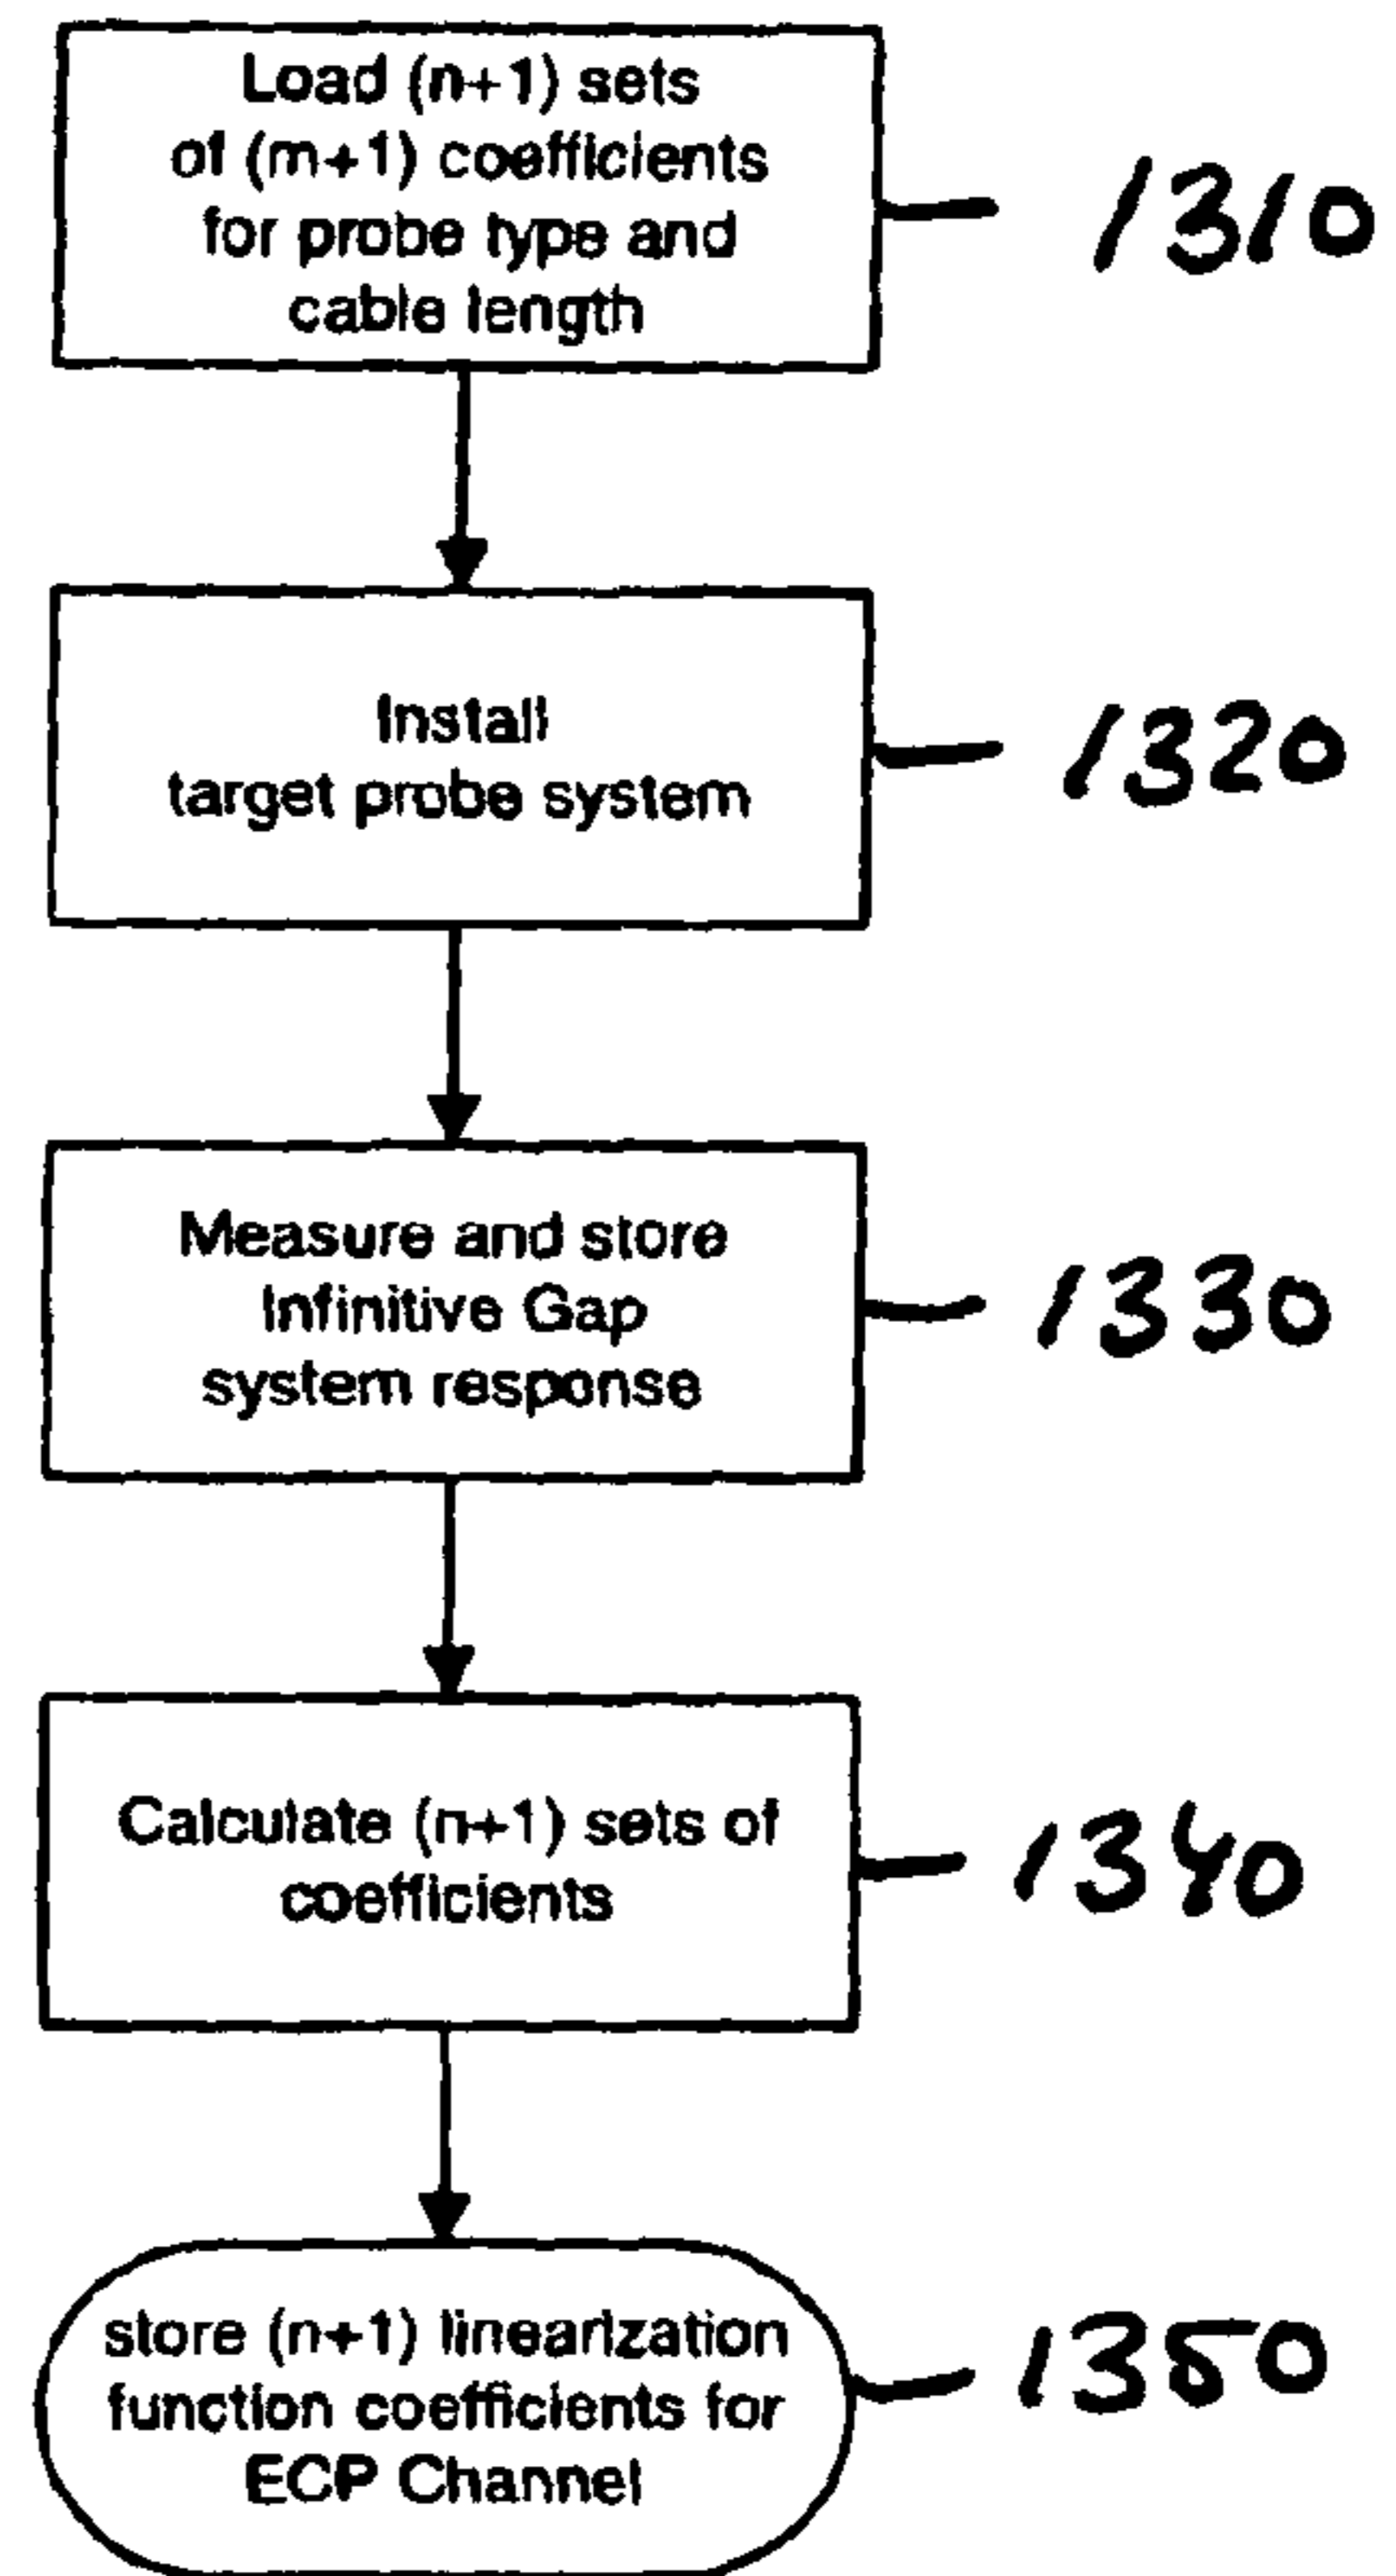 Load (n+1) sets
of (m+1) coefficients
for probe type and
cable length
1310
Install
target probe system
1320
Measure and store
Infinitive Gap
system response
1330
Calculate (n+1) sets of
coefficients
1340
store (n+1) linearization
function coefficients for
ECP Channel
1350